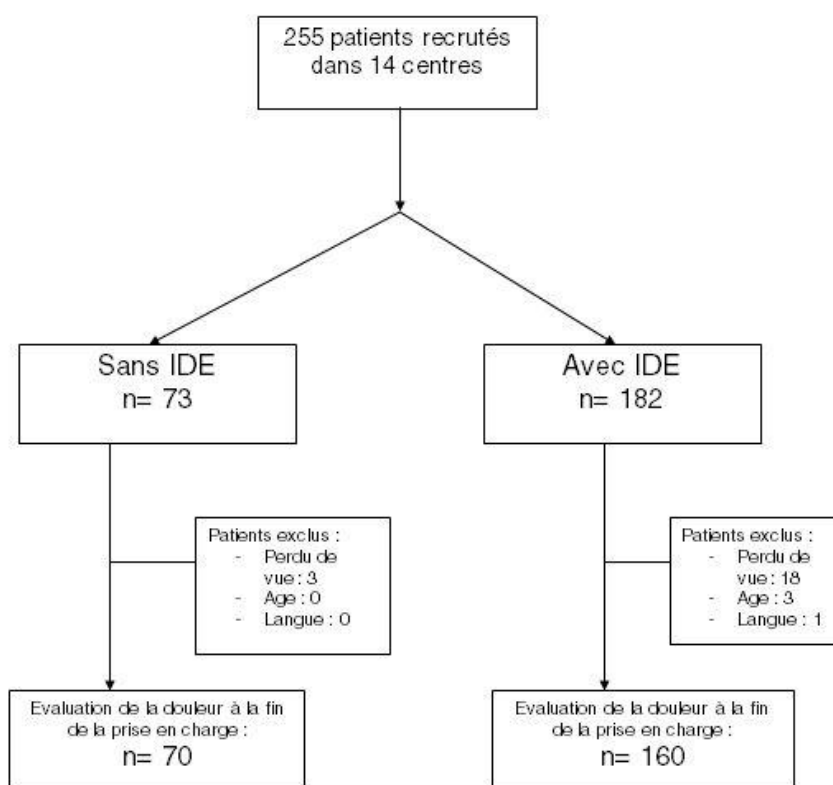 255 patients recrutés
dans 14 centres
Sans IDE
n= 73
Avec IDE
n= 182
Patients exclus :
- Perdu de
vue : 3
- Age : 0
- Langue : 0
Patients exclus :
- Perdu de
vue : 18
- Age : 3
- Langue : 1
Evaluation de la douleur à la fin
de la prise en charge :
n= 70
Evaluation de la douleur à la fin
de la prise en charge :
n= 160